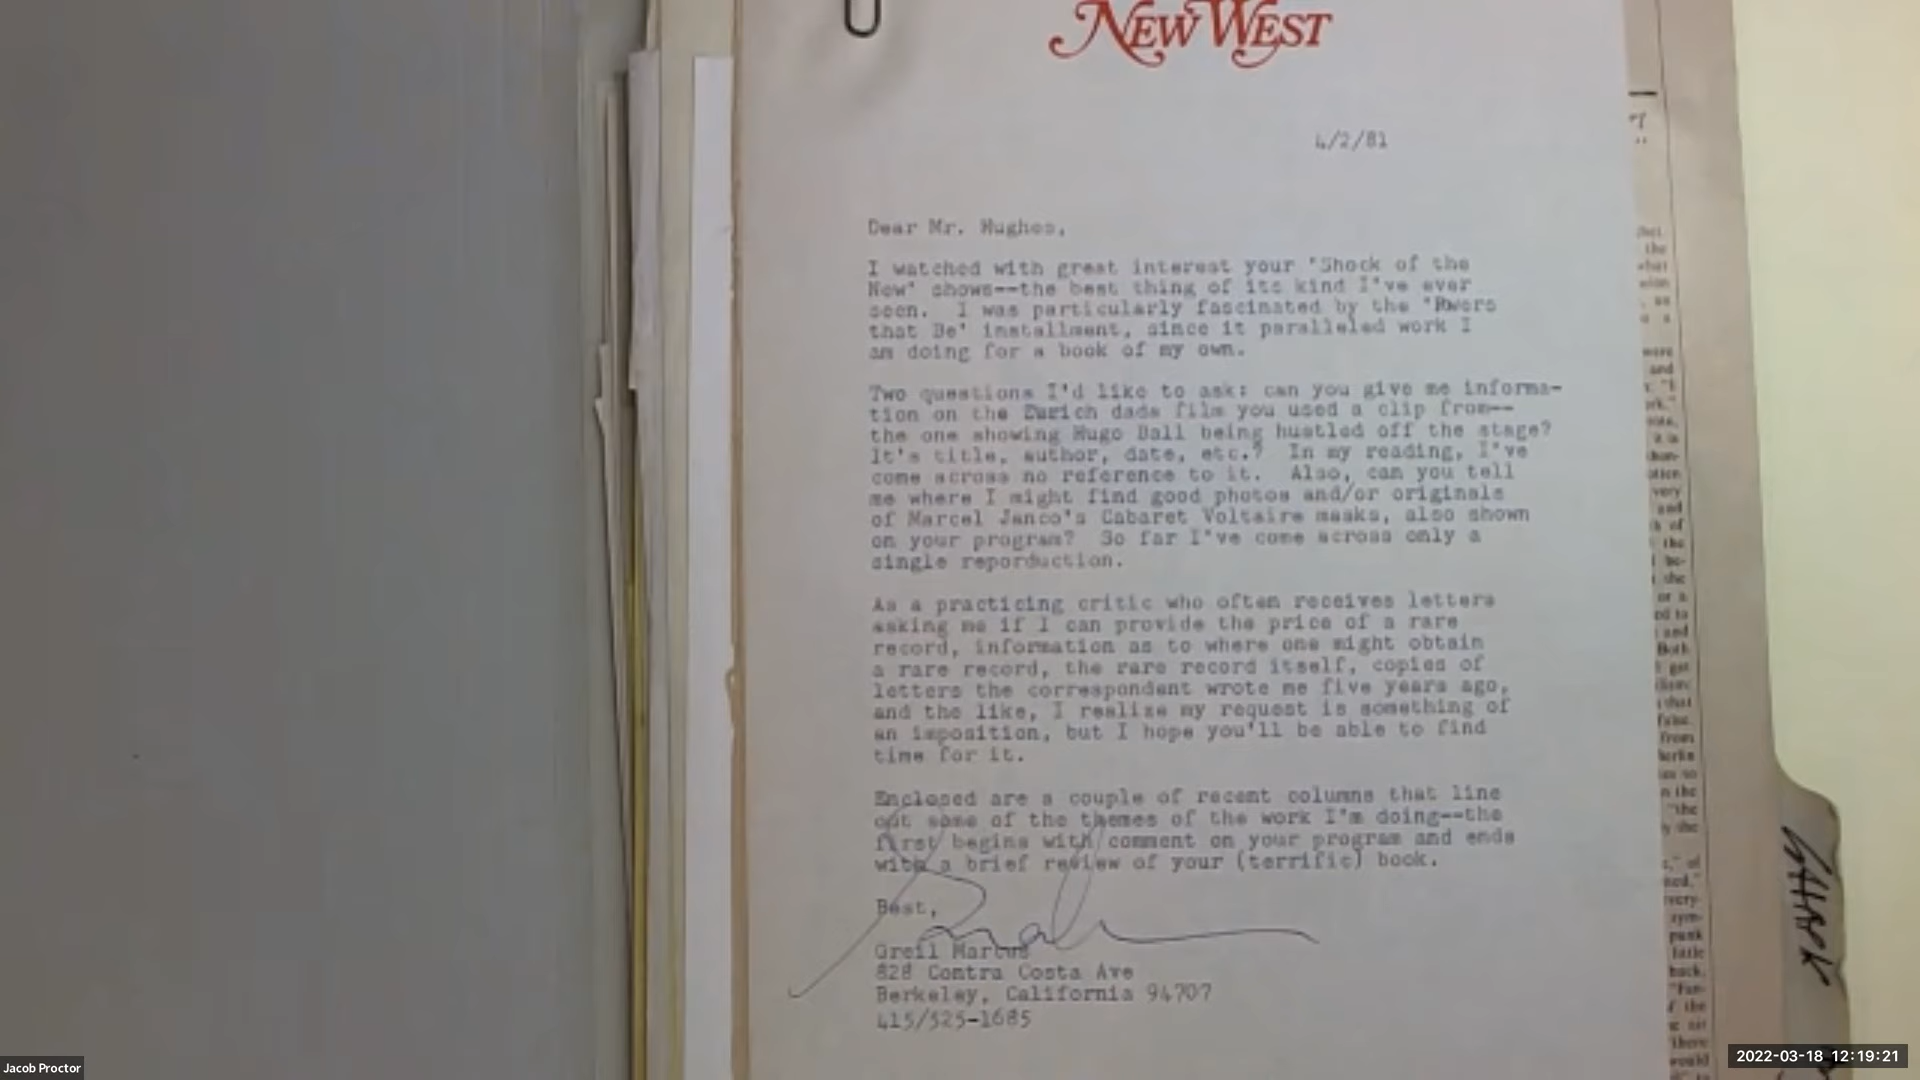 NEW WEST
4/2/81
Dear Mr. Hughes,
I watched with great interest your 'Shock of the
New' shows--the best thing of its kind I've ever
seen. I was particularly fascinated by the 'Pwers
that Be' installment, since it paralleled work I
am doing for a book of my own.
Two questions I'd like to ask: can you give me informa-
tion on the Zurich dada film you used a clip from--
the one showing Hugo Ball being hustled off the stage?
It's title, author, date, etc.? In my reading, I've
come across no reference to it. Also, can you tell
me where I might find good photos and/or originals
of Marcel Janco's Cabaret Voltaire masks, also shown
on your program? So far I've come across only a
single reporduction.
As a practicing critic who often receives letters
asking me if I can provide the price of a rare
record, information as to where one might obtain
a rare record, the rare record itself, copies of
letters the correspondent wrote me five years ago,
and the like, I realize my request is something of
an imposition, but I hope you'll be able to find
time for it.
Enclosed are a couple of recent columns that line
out some of the themes of the work I'm doing--the
first begins with comment on your program and ends
with a brief review of your (terrific) book.
Best,
Greil Marcus
828 Contra Costa Ave
Berkeley, California 94707
415/525-1685
SHOCK
Jacob Proctor
2022-03-18 12:19:21